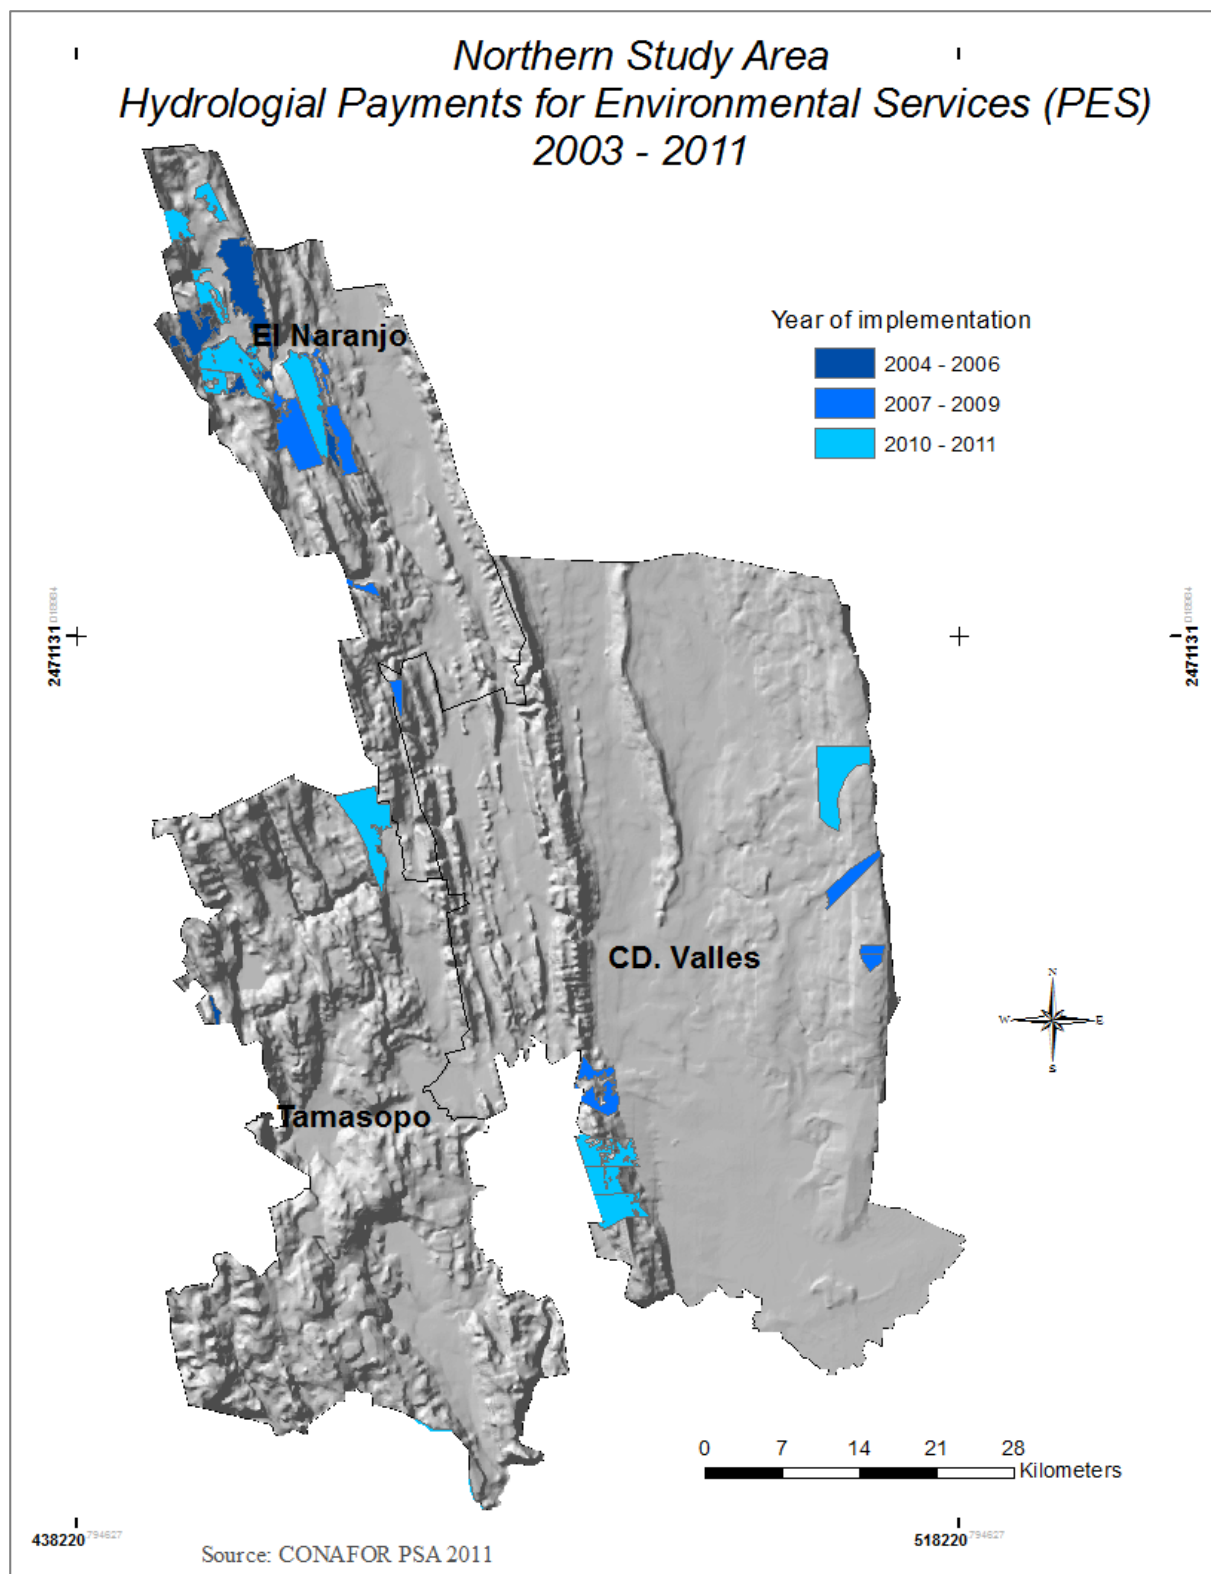 Northern Study Area
Hydrologial Payments for Environmental Services (PES)
2003 - 2011
Year of implementation
2004 - 2006
2007 - 2009
2010 - 2011
El Naranjo
2471131
2471131
CD. Valles
N
W
E
S
Tamasopo
0 7 14 21 28
Kilometers
438220 794627
518220 794627
Source: CONAFOR PSA 2011